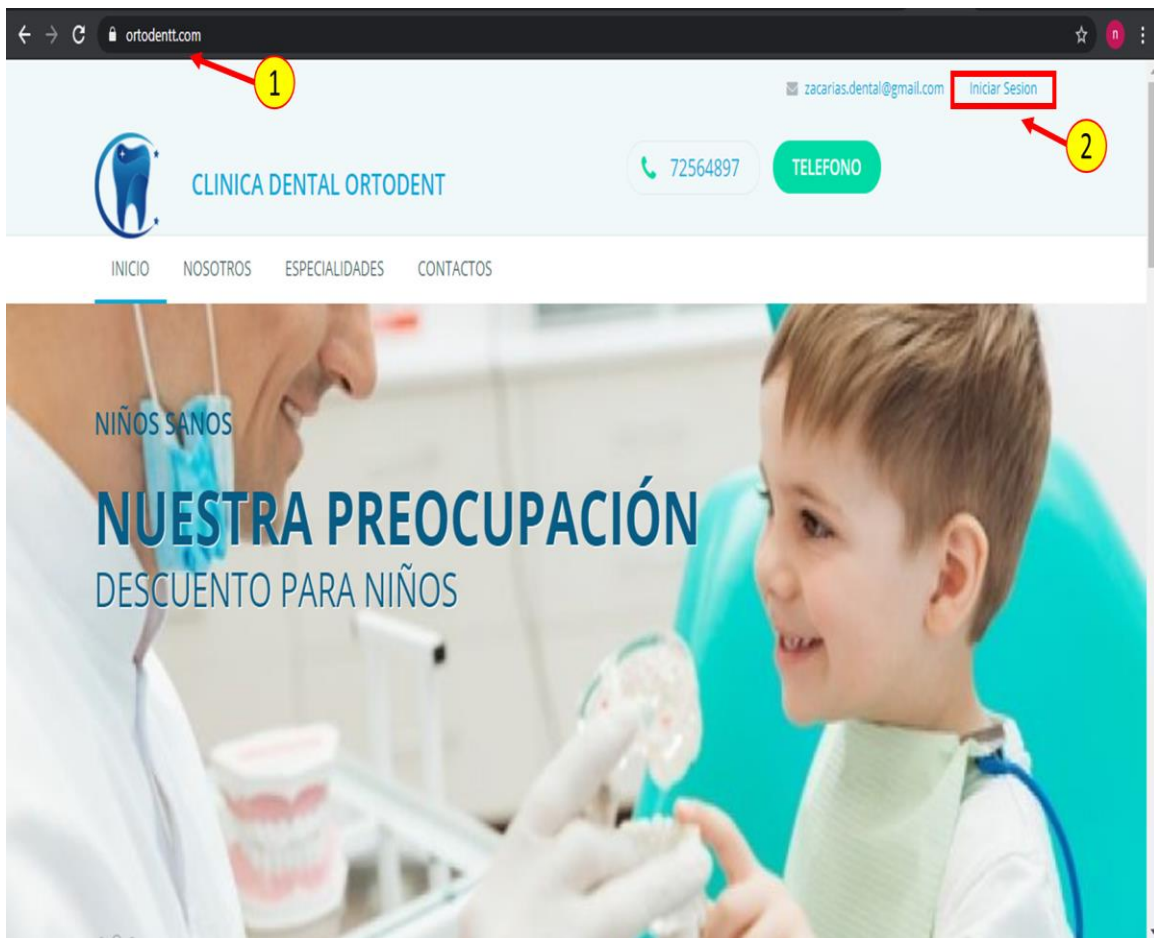 ortodentt.com
n
1
zacarias.dental@gmail.com Iniciar Sesion
2
CLINICA DENTAL ORTODENT
72564897 TELEFONO
INICIO NOSOTROS ESPECIALIDADES CONTACTOS
NIÑOS SANOS
NUESTRA PREOCUPACIÓN
DESCUENTO PARA NIÑOS